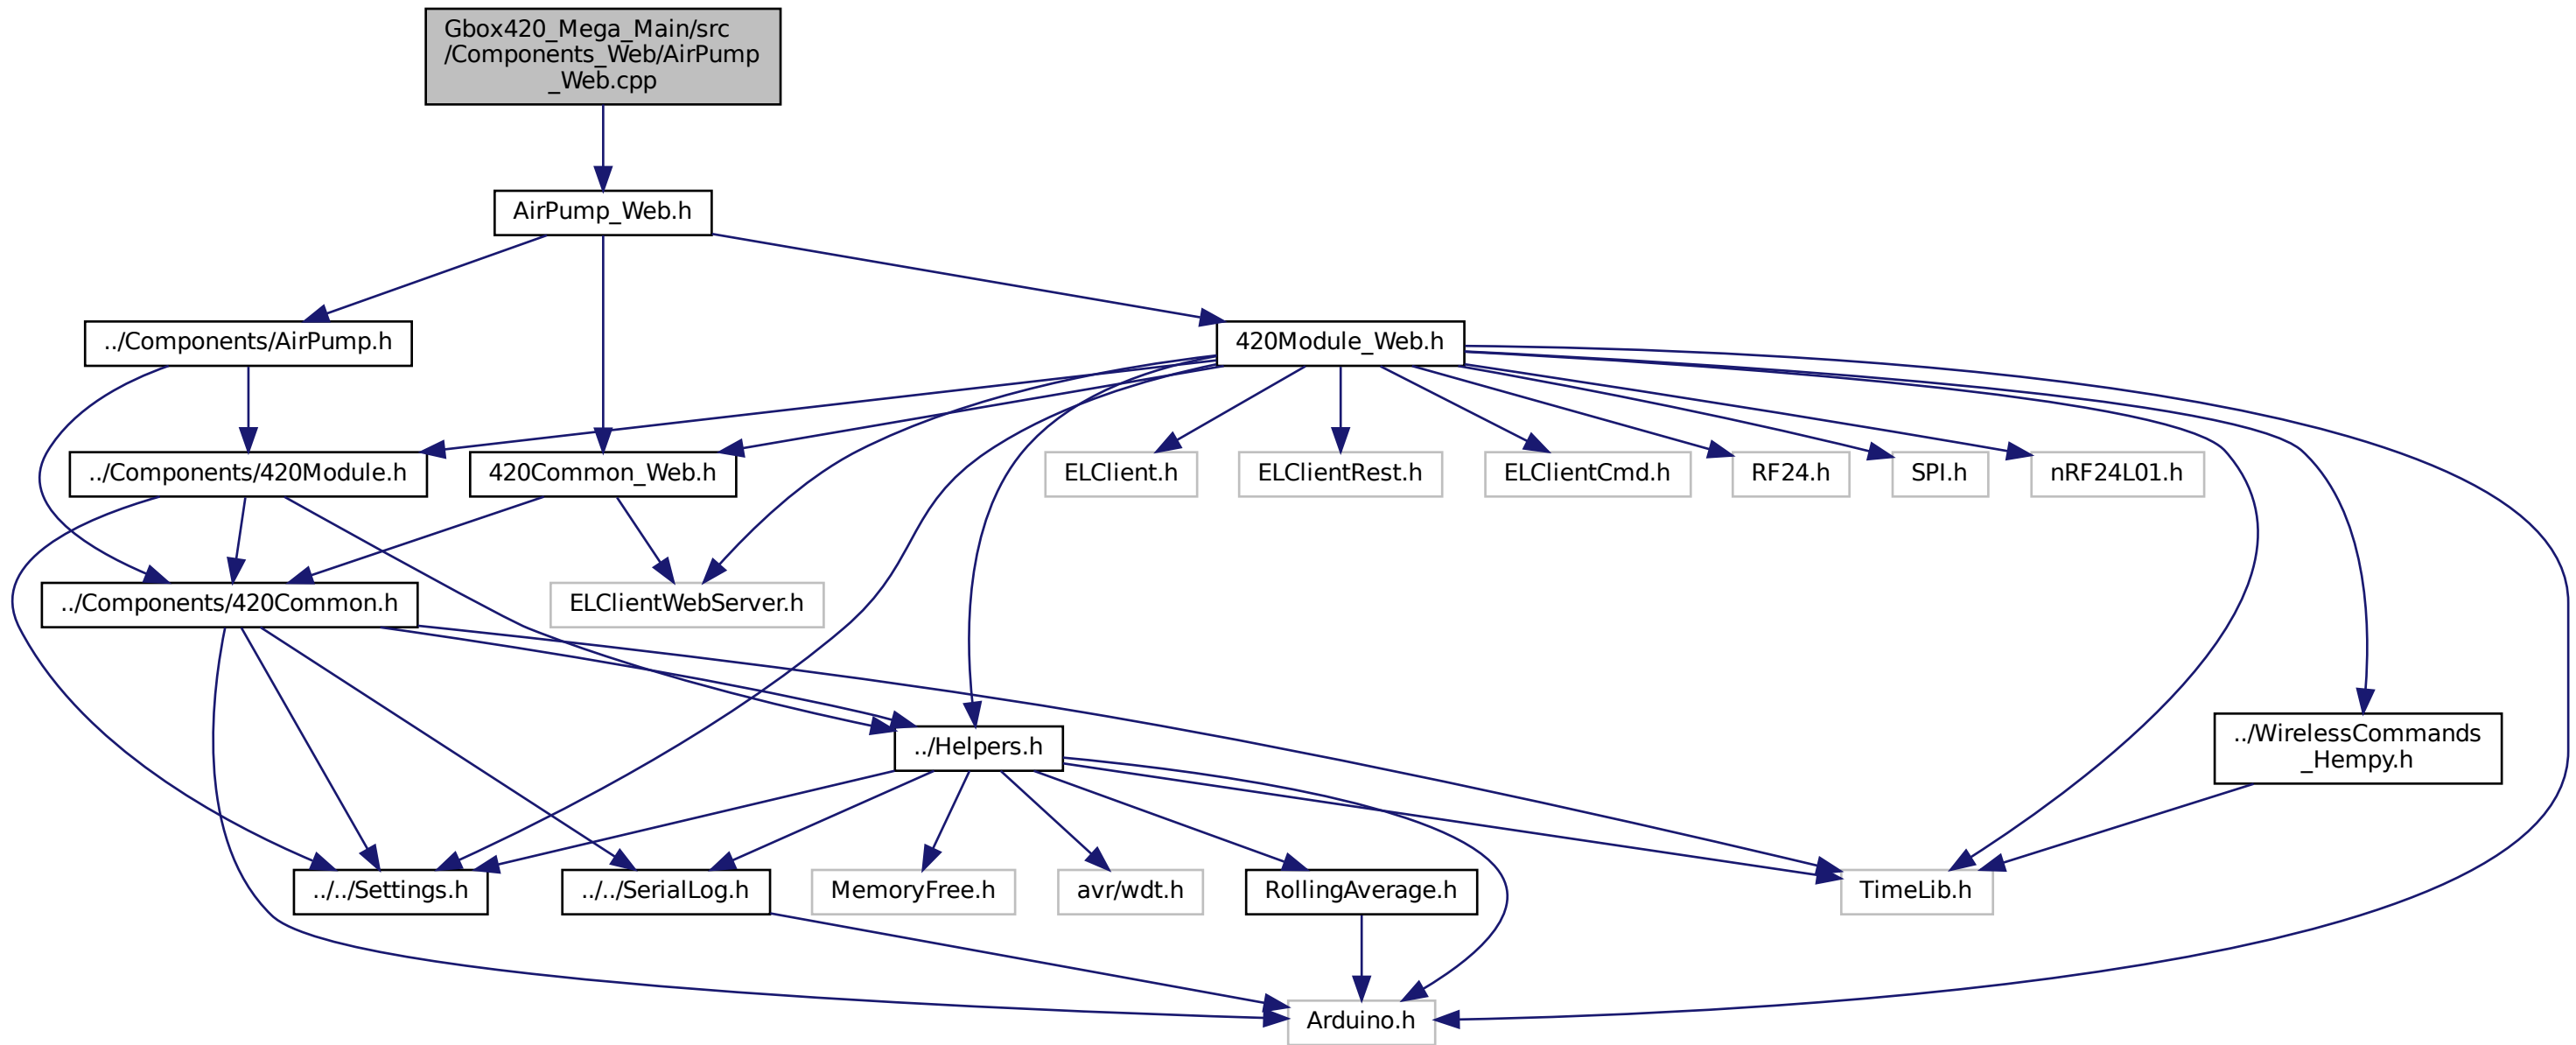 Gbox420_Mega_Main/src
/Components_Web/AirPump
_Web.cpp
AirPump_Web.h
../Components/AirPump.h
420Module_Web.h
../Components/420Module.h
420Common_Web.h
ELClient.h
ELClientRest.h
ELClientCmd.h
RF24.h
SPI.h
nRF24L01.h
../Components/420Common.h
ELClientWebServer.h
../Helpers.h
../WirelessCommands
_Hempy.h
../../Settings.h
../../SerialLog.h
MemoryFree.h
avr/wdt.h
RollingAverage.h
TimeLib.h
Arduino.h